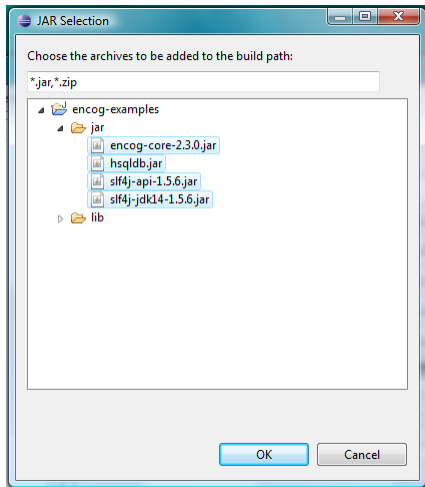 JAR Selection
Choose the archives to be added to the build path:
*.jar,*.zip
encog-examples
jar
encog-core-2.3.0.jar
hsqldb.jar
slf4j-api-1.5.6.jar
slf4j-jdk14-1.5.6.jar
lib
OK Cancel